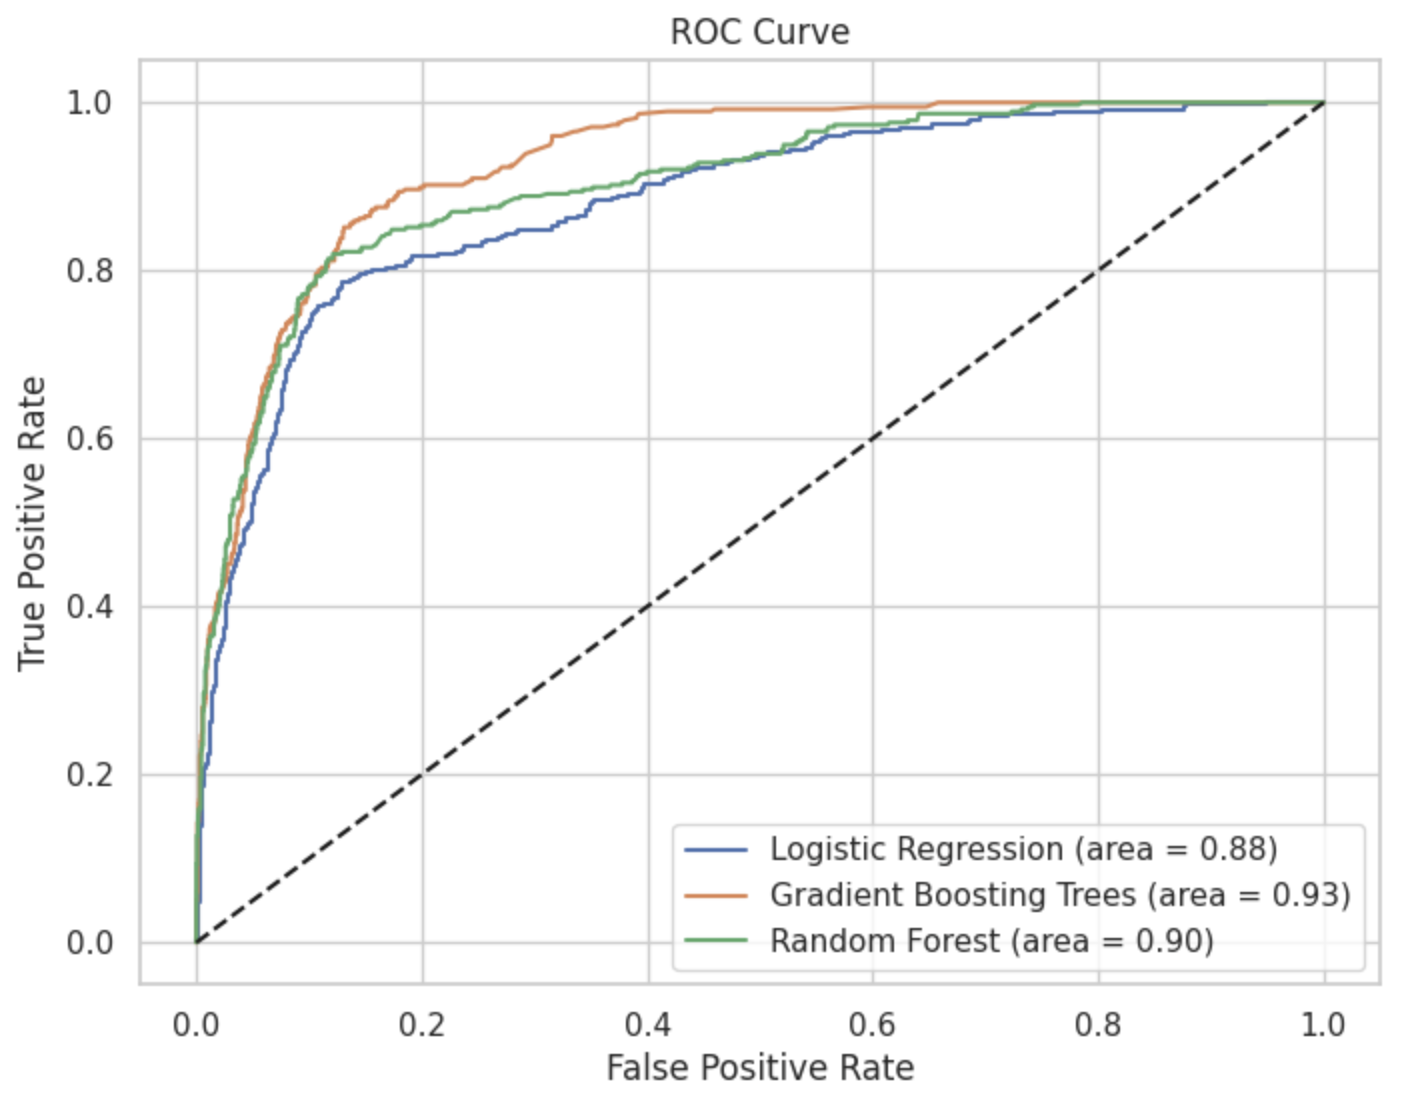 ROC Curve
1.0
0.8
0.6
0.4
0.2
0.0
True Positive Rate
Logistic Regression (area = 0.88)
Gradient Boosting Trees (area = 0.93)
Random Forest (area = 0.90)
0.0 0.2 0.4 0.6 0.8 1.0
False Positive Rate